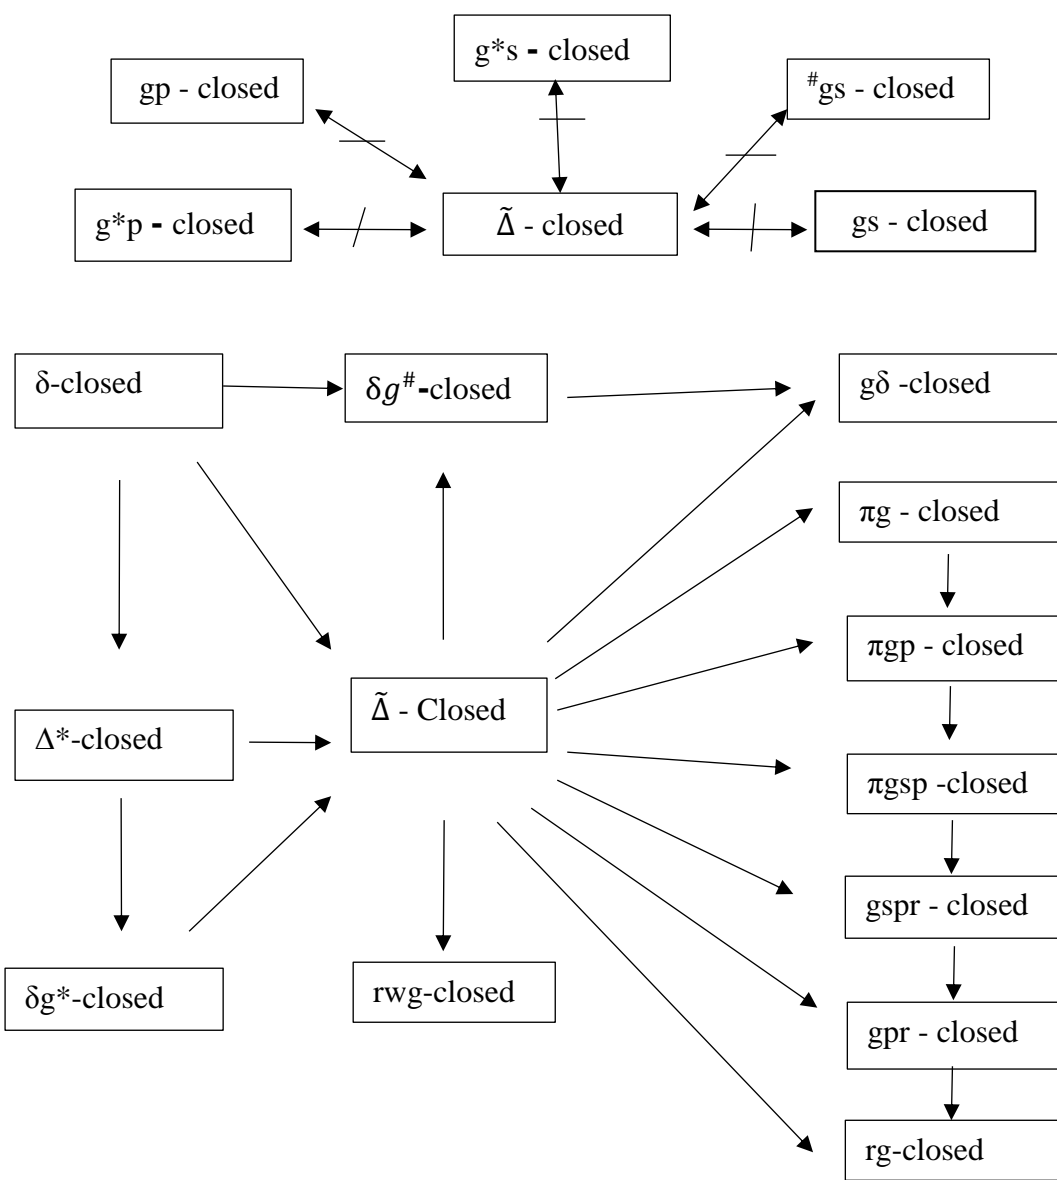 g*s - closed
gp - closed
#gs - closed
g*p - closed
Δ̃ - closed
gs - closed
δ-closed
δg#-closed
gδ -closed
πg - closed
πgp - closed
Δ̃ - Closed
Δ*-closed
πgsp -closed
gspr - closed
δg*-closed
rwg-closed
gpr - closed
rg-closed